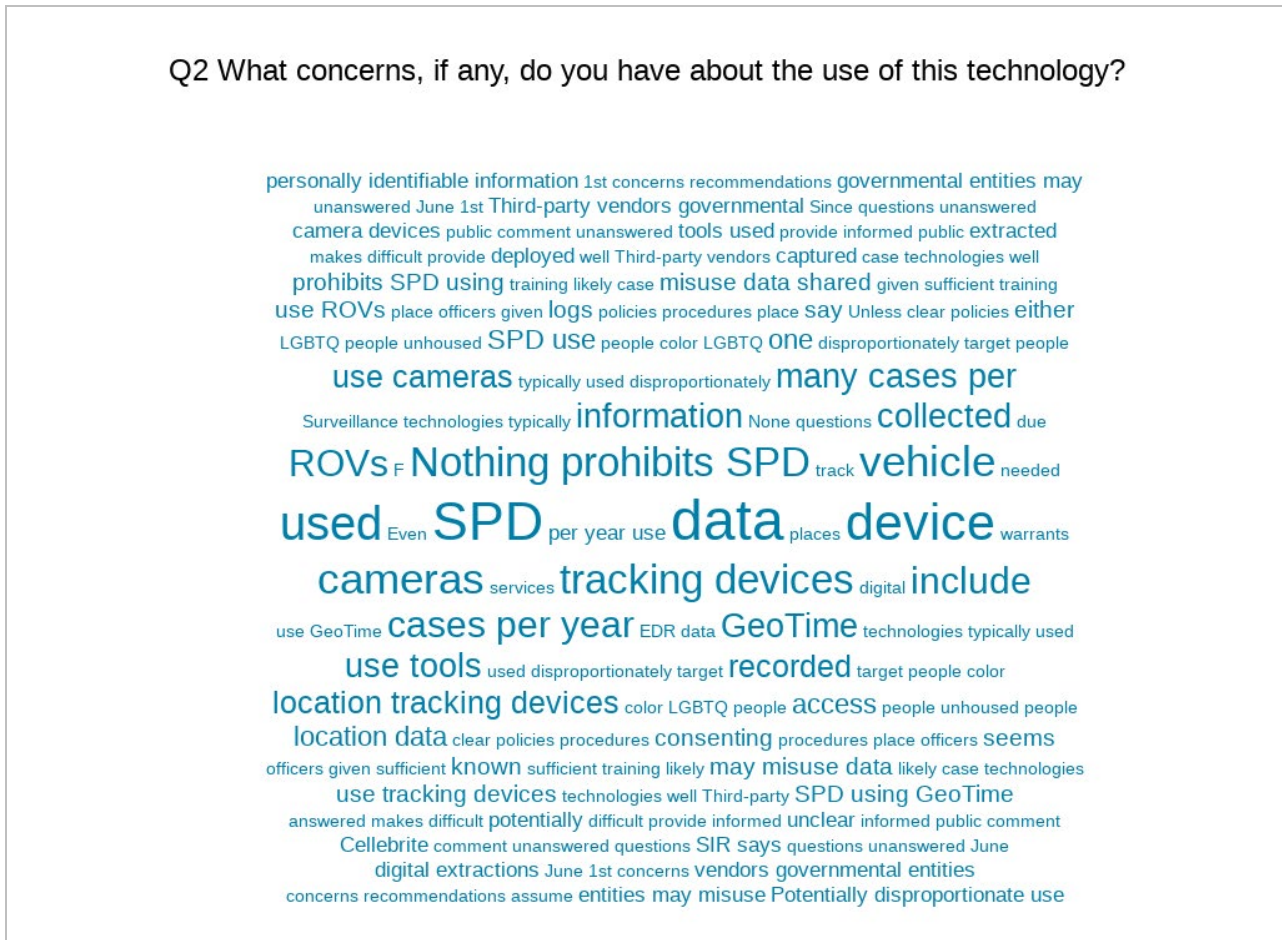 Q2 What concerns, if any, do you have about the use of this technology?
personally identifiable information 1st concerns recommendations governmental entities may
unanswered June 1st Third-party vendors governmental Since questions unanswered
camera devices public comment unanswered tools used provide informed public extracted
makes difficult provide deployed well Third-party vendors captured case technologies well
prohibits SPD using training likely case misuse data shared given sufficient training
use ROVs place officers given logs policies procedures place say Unless clear policies either
LGBTQ people unhoused SPD use people color LGBTQ one disproportionately target people
use cameras typically used disproportionately many cases per
Surveillance technologies typically information None questions collected due
ROVs F Nothing prohibits SPD track vehicle needed
used Even SPD per year use data places device warrants
cameras services tracking devices digital include
use GeoTime cases per year EDR data GeoTime technologies typically used
use tools used disproportionately target recorded target people color
location tracking devices color LGBTQ people access people unhoused people
location data clear policies procedures consenting procedures place officers seems
officers given sufficient known sufficient training likely may misuse data likely case technologies
use tracking devices technologies well Third-party SPD using GeoTime
answered makes difficult potentially difficult provide informed unclear informed public comment
Cellebrite comment unanswered questions SIR says questions unanswered June
digital extractions June 1st concerns vendors governmental entities
concerns recommendations assume entities may misuse Potentially disproportionate use